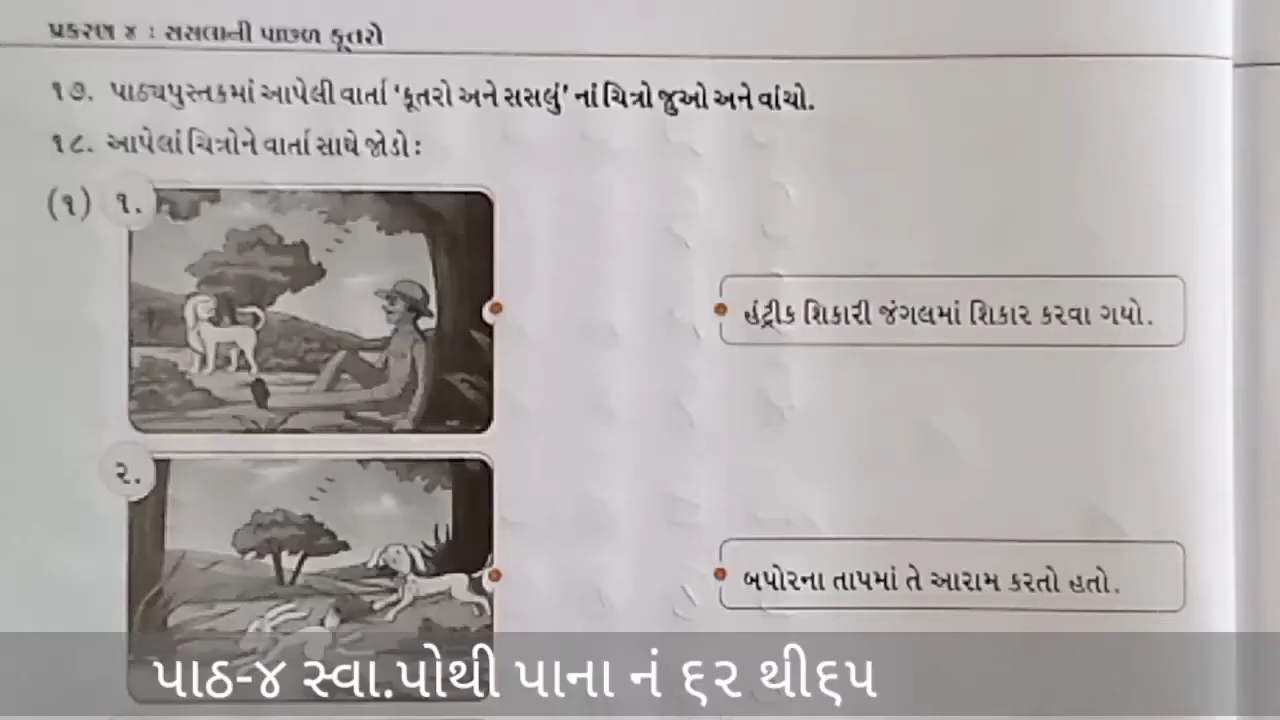 પ્રકરણ ૪ : સસલાની પાછળ કૂતરો
૧૭. પાઠ્યપુસ્તકમાં આપેલી વાર્તા ‘કૂતરો અને સસલું’ નાં ચિત્રો જુઓ અને વાંચો.
૧૮. આપેલાં ચિત્રોને વાર્તા સાથે જોડો :
(૧) ૧.
હંટ્રીક શિકારી જંગલમાં શિકાર કરવા ગયો.
૨.
બપોરના તાપમાં તે આરામ કરતો હતો.
પાઠ-૪ સ્વા.પોથી પાના નં ૬૨ થી૬૫